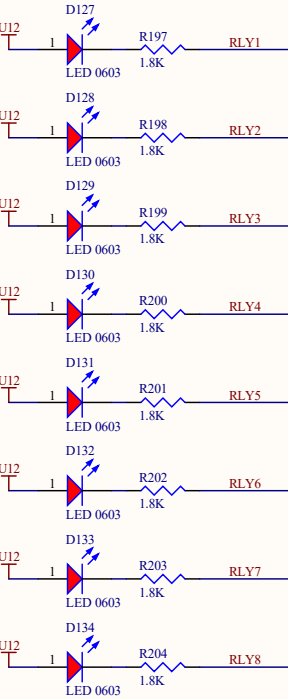 D127
U12
R197
RLY1
1
LED 0603
1.8K
D128
U12
R198
RLY2
1
LED 0603
1.8K
D129
U12
R199
RLY3
1
LED 0603
1.8K
D130
U12
R200
RLY4
1
LED 0603
1.8K
D131
U12
R201
RLY5
1
LED 0603
1.8K
D132
U12
R202
RLY6
1
LED 0603
1.8K
D133
U12
R203
RLY7
1
LED 0603
1.8K
D134
U12
R204
RLY8
1
LED 0603
1.8K